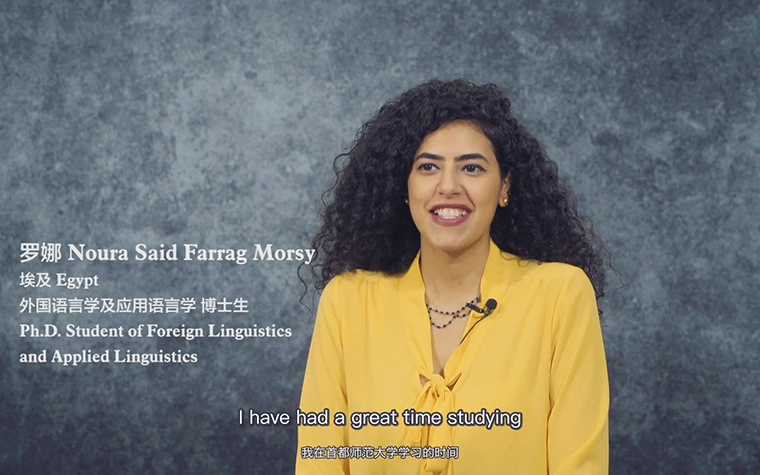 罗娜 Noura Said Farrag Morsy
埃及 Egypt
外国语言学及应用语言学 博士生
Ph.D. Student of Foreign Linguistics
and Applied Linguistics
I have had a great time studying
我在首都师范大学学习的时间